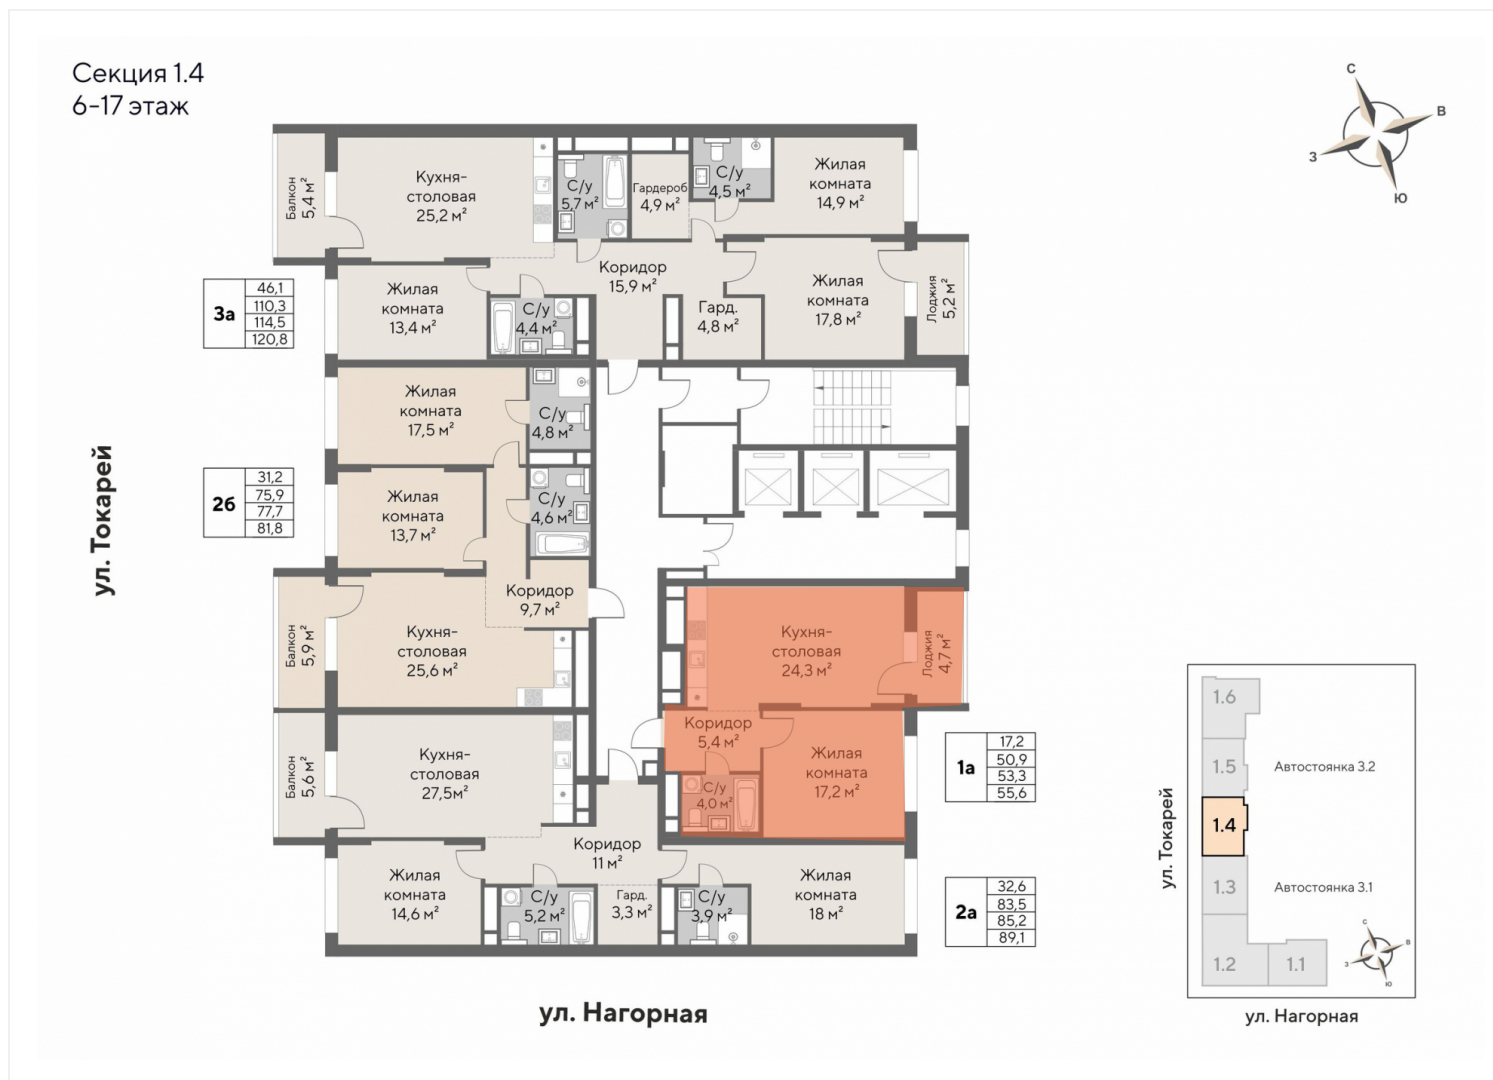 Секция 1.4
6-17 этаж
С
В
З
Ю
Балкон
5,4 м²
Кухня-
столовая
25,2 м²
С/у
5,7 м²
Гардероб
4,9 м²
С/у
4,5 м²
Жилая
комната
14,9 м²
Коридор
15,9 м²
Жилая
комната
17,8 м²
Лоджия
5,2 м²
Гард.
4,8 м²
Жилая
комната
13,4 м²
С/у
4,4 м²
3а
46,1
110,3
114,5
120,8
Жилая
комната
17,5 м²
С/у
4,8 м²
ул. Токарей
2б
31,2
75,9
77,7
81,8
Жилая
комната
13,7 м²
С/у
4,6 м²
Коридор
9,7 м²
Балкон
5,9 м²
Кухня-
столовая
25,6 м²
Кухня-
столовая
24,3 м²
Лоджия
4,7 м²
Коридор
5,4 м²
Жилая
комната
17,2 м²
С/у
4,0 м²
1а
17,2
50,9
53,3
55,6
Балкон
5,6 м²
Кухня-
столовая
27,5м²
Коридор
11 м²
Жилая
комната
14,6 м²
С/у
5,2 м²
Гард.
3,3 м²
С/у
3,9 м²
Жилая
комната
18 м²
2а
32,6
83,5
85,2
89,1
ул. Нагорная
1.6
1.5
Автостоянка 3.2
1.4
ул. Токарей
1.3
Автостоянка 3.1
1.2
1.1
С
В
З
Ю
ул. Нагорная